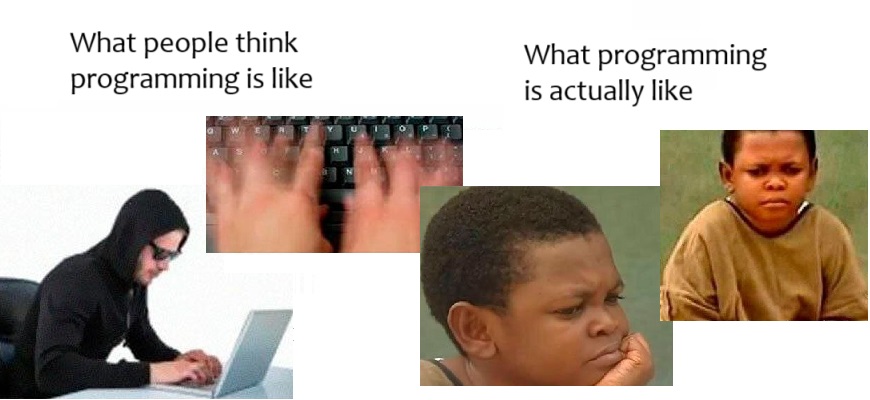 What people think
programming is like
What programming
is actually like
Q W E R T Y U I O P
A S H J K L
C B N